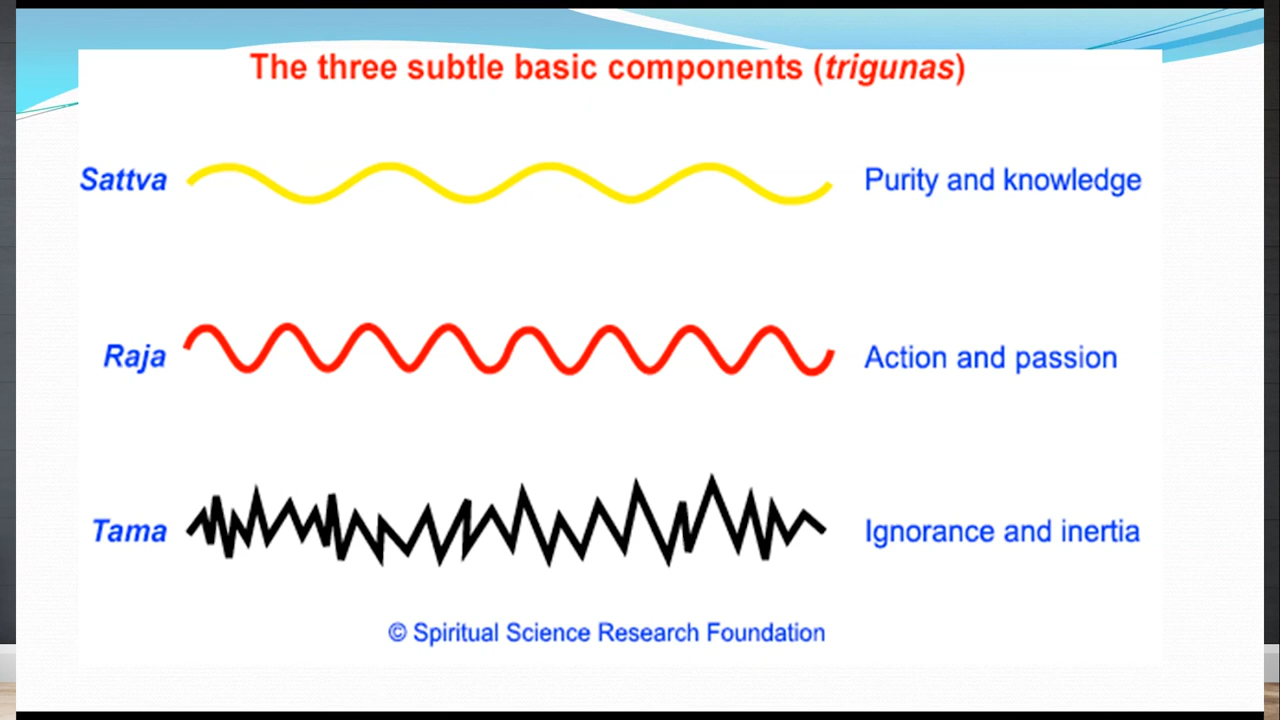 The three subtle basic components (trigunas)
Sattva Purity and knowledge
Raja Action and passion
Tama Ignorance and inertia
© Spiritual Science Research Foundation